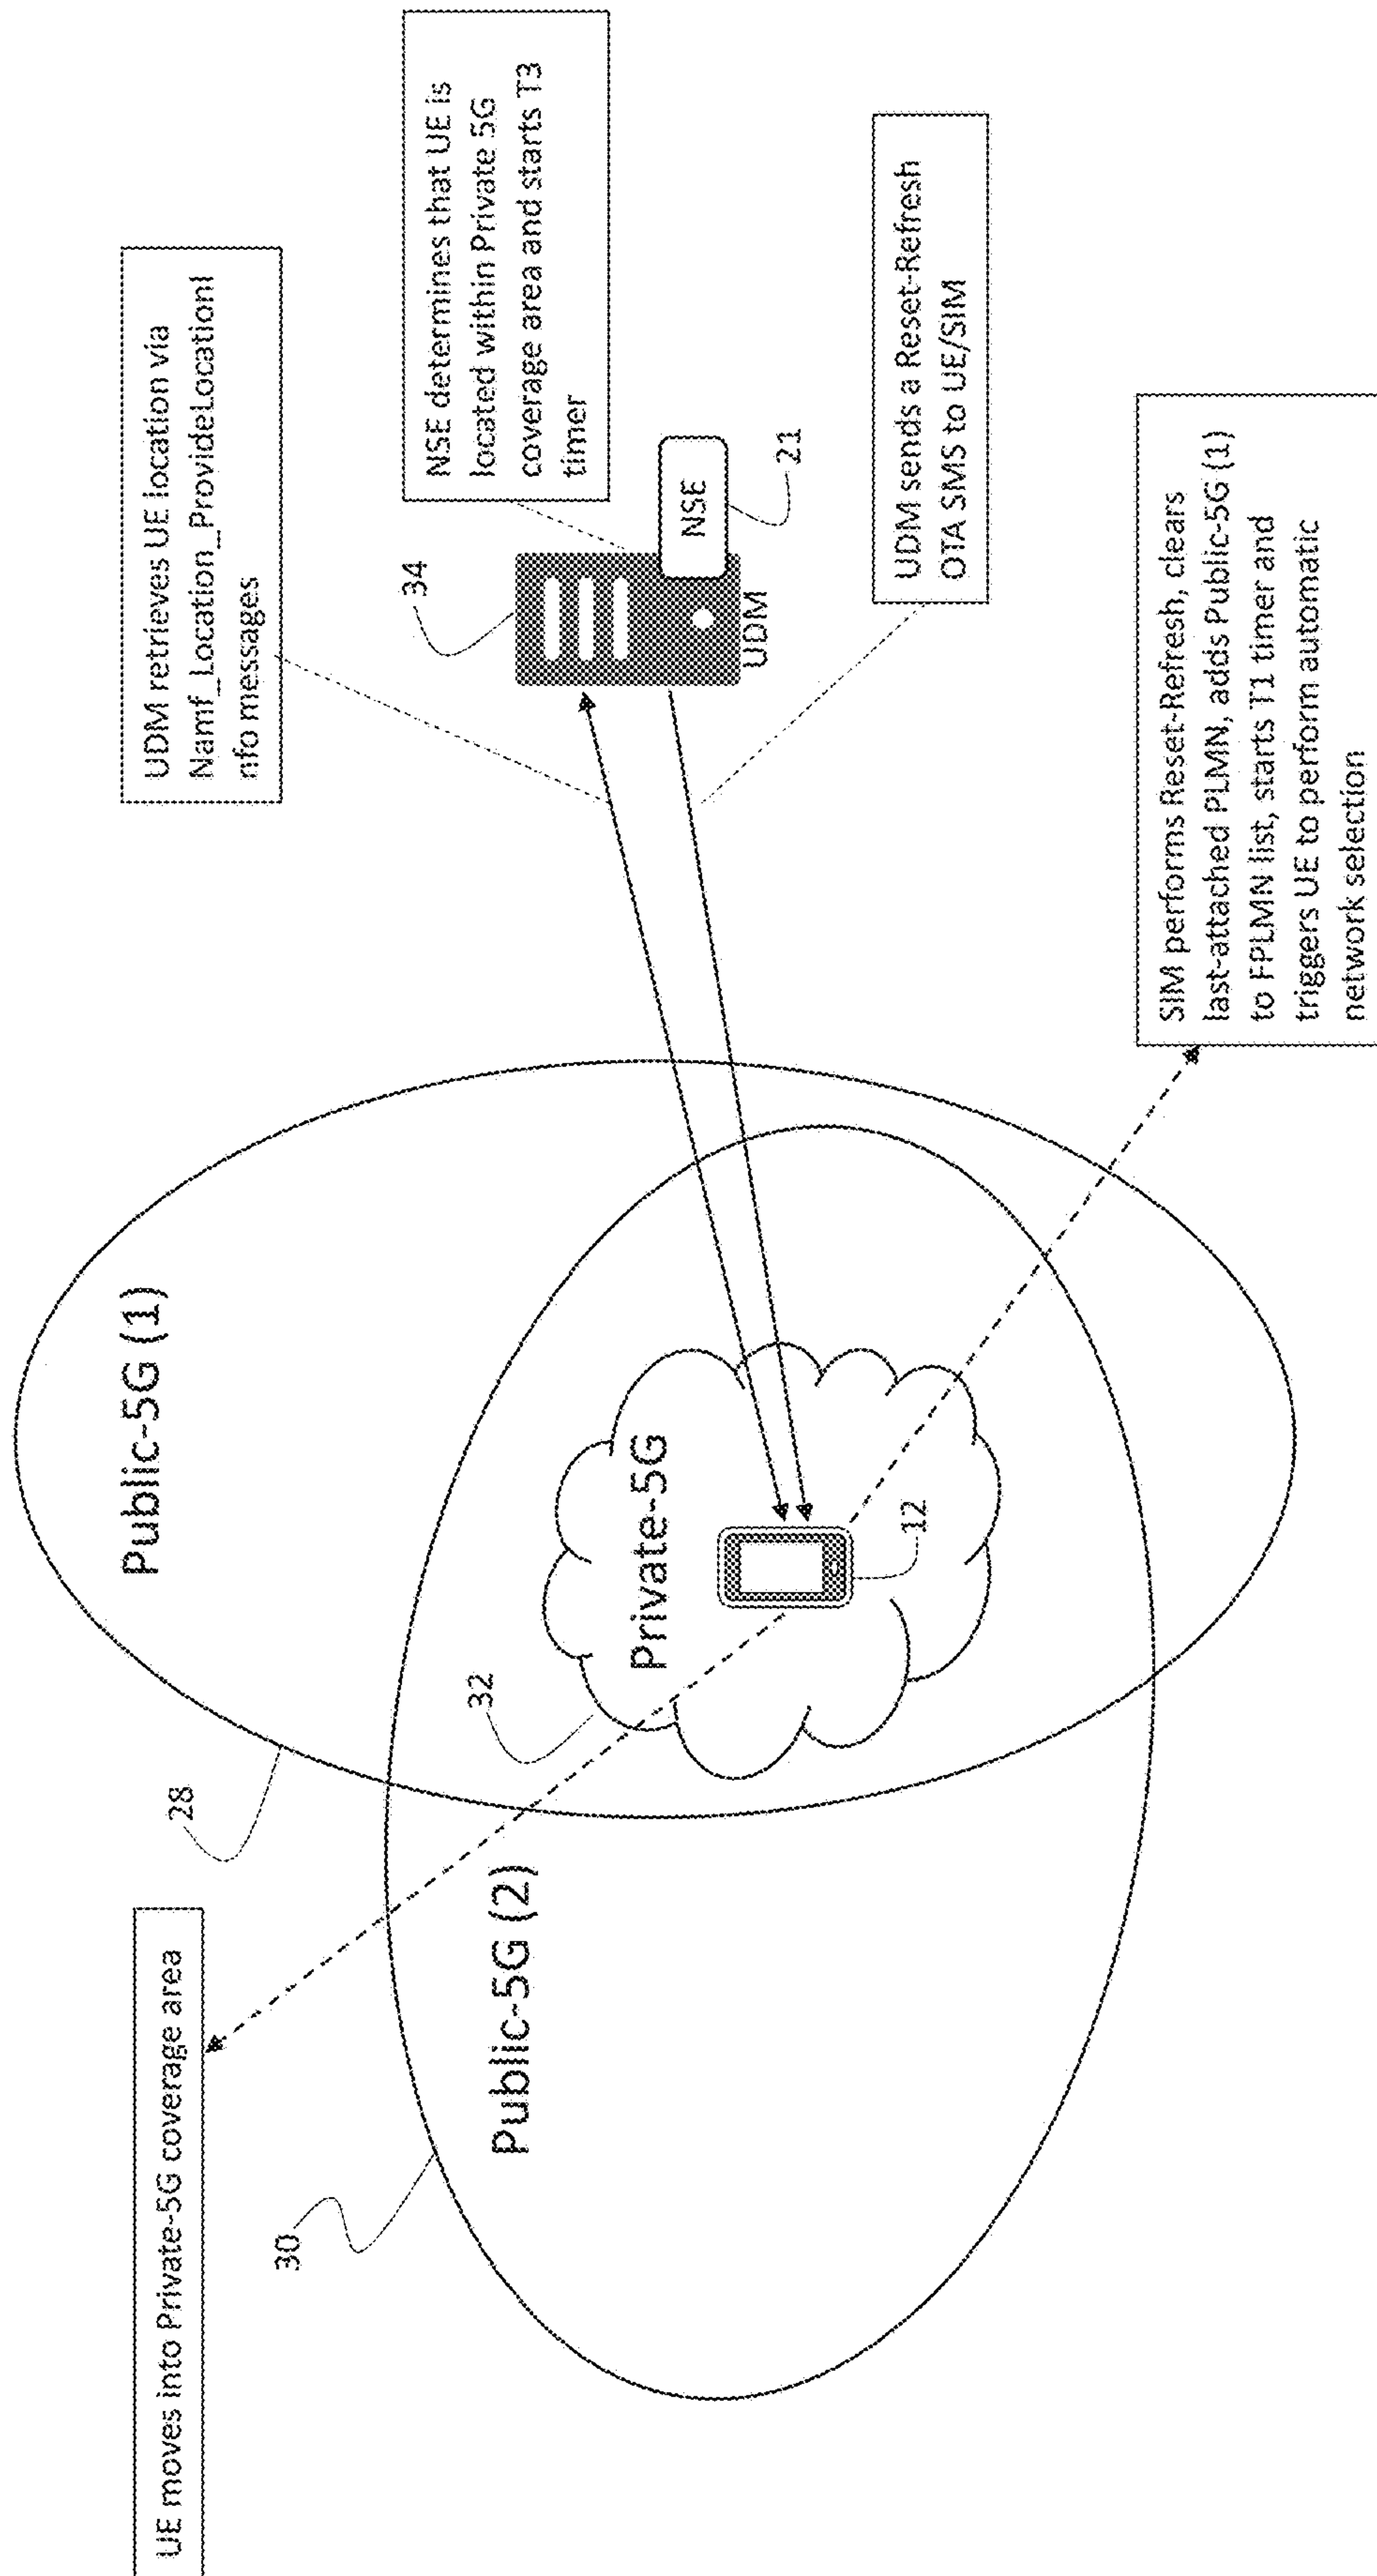 UE moves into Private-5G coverage area
28
30
Public-5G (2)
Public-5G (1)
32
Private-5G
12
UDM retrieves UE location via
Namf_Location_ProvideLocationI
nfo messages
34
NSE determines that UE is
located within Private 5G
coverage area and starts T3
timer
NSE
21
UDM
UDM sends a Reset-Refresh
OTA SMS to UE/SIM
SIM performs Reset-Refresh, clears
last-attached PLMN, adds Public-5G (1)
to FPLMN list, starts T1 timer and
triggers UE to perform automatic
network selection